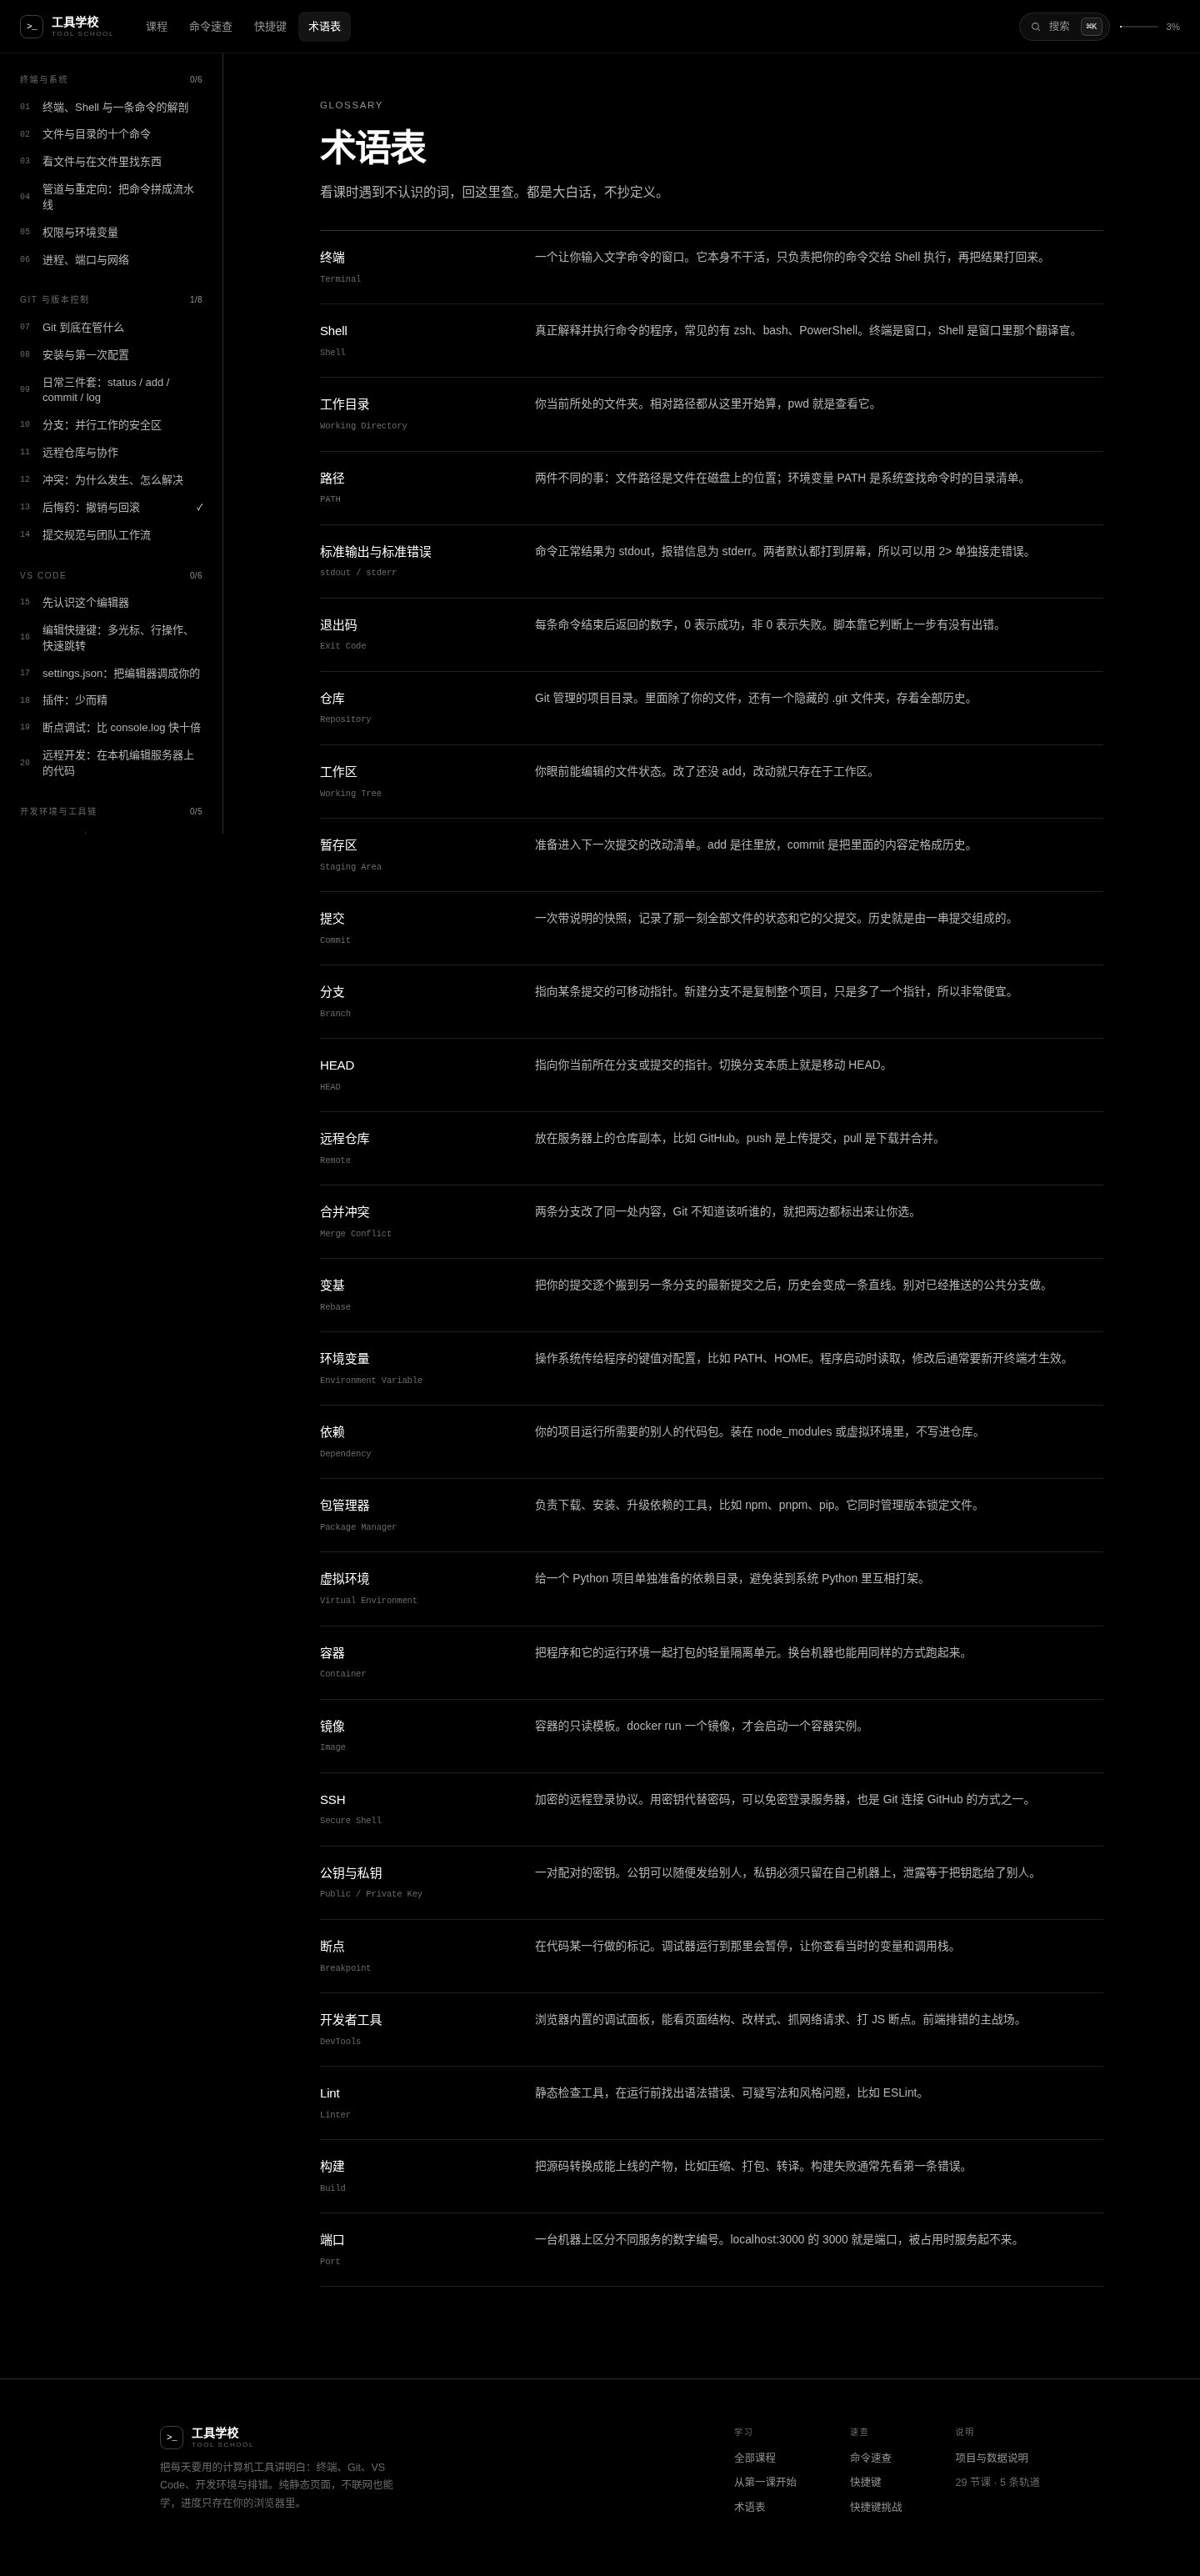 >_ 工具学校
TOOL SCHOOL
课程 命令速查 快捷键 术语表
搜索 ⌘K 3%
终端与系统 0/6
01 终端、Shell 与一条命令的解剖
02 文件与目录的十个命令
03 看文件与在文件里找东西
04 管道与重定向：把命令拼成流水
线
05 权限与环境变量
06 进程、端口与网络
GIT 与版本控制 1/8
07 Git 到底在管什么
08 安装与第一次配置
09 日常三件套：status / add /
commit / log
10 分支：并行工作的安全区
11 远程仓库与协作
12 冲突：为什么发生、怎么解决
13 后悔药：撤销与回滚 ✓
14 提交规范与团队工作流
VS CODE 0/6
15 先认识这个编辑器
16 编辑快捷键：多光标、行操作、
快速跳转
17 settings.json：把编辑器调成你的
18 插件：少而精
19 断点调试：比 console.log 快十倍
20 远程开发：在本机编辑服务器上
的代码
开发环境与工具链 0/5
GLOSSARY
术语表
看课时遇到不认识的词，回这里查。都是大白话，不抄定义。
终端 一个让你输入文字命令的窗口。它本身不干活，只负责把你的命令交给 Shell 执行，再把结果打回来。
Terminal
Shell 真正解释并执行命令的程序，常见的有 zsh、bash、PowerShell。终端是窗口，Shell 是窗口里那个翻译官。
Shell
工作目录 你当前所处的文件夹。相对路径都从这里开始算，pwd 就是查看它。
Working Directory
路径 两件不同的事：文件路径是文件在磁盘上的位置；环境变量 PATH 是系统查找命令时的目录清单。
PATH
标准输出与标准错误 命令正常结果为 stdout，报错信息为 stderr。两者默认都打到屏幕，所以可以用 2> 单独接走错误。
stdout / stderr
退出码 每条命令结束后返回的数字，0 表示成功，非 0 表示失败。脚本靠它判断上一步有没有出错。
Exit Code
仓库 Git 管理的项目目录。里面除了你的文件，还有一个隐藏的 .git 文件夹，存着全部历史。
Repository
工作区 你眼前能编辑的文件状态。改了还没 add，改动就只存在于工作区。
Working Tree
暂存区 准备进入下一次提交的改动清单。add 是往里放，commit 是把里面的内容定格成历史。
Staging Area
提交 一次带说明的快照，记录了那一刻全部文件的状态和它的父提交。历史就是由一串提交组成的。
Commit
分支 指向某条提交的可移动指针。新建分支不是复制整个项目，只是多了一个指针，所以非常便宜。
Branch
HEAD 指向你当前所在分支或提交的指针。切换分支本质上就是移动 HEAD。
HEAD
远程仓库 放在服务器上的仓库副本，比如 GitHub。push 是上传提交，pull 是下载并合并。
Remote
合并冲突 两条分支改了同一处内容，Git 不知道该听谁的，就把两边都标出来让你选。
Merge Conflict
变基 把你的提交逐个搬到另一条分支的最新提交之后，历史会变成一条直线。别对已经推送的公共分支做。
Rebase
环境变量 操作系统传给程序的键值对配置，比如 PATH、HOME。程序启动时读取，修改后通常要新开终端才生效。
Environment Variable
依赖 你的项目运行所需要的别人的代码包。装在 node_modules 或虚拟环境里，不写进仓库。
Dependency
包管理器 负责下载、安装、升级依赖的工具，比如 npm、pnpm、pip。它同时管理版本锁定文件。
Package Manager
虚拟环境 给一个 Python 项目单独准备的依赖目录，避免装到系统 Python 里互相打架。
Virtual Environment
容器 把程序和它的运行环境一起打包的轻量隔离单元。换台机器也能用同样的方式跑起来。
Container
镜像 容器的只读模板。docker run 一个镜像，才会启动一个容器实例。
Image
SSH 加密的远程登录协议。用密钥代替密码，可以免密登录服务器，也是 Git 连接 GitHub 的方式之一。
Secure Shell
公钥与私钥 一对配对的密钥。公钥可以随便发给别人，私钥必须只留在自己机器上，泄露等于把钥匙给了别人。
Public / Private Key
断点 在代码某一行做的标记。调试器运行到那里会暂停，让你查看当时的变量和调用栈。
Breakpoint
开发者工具 浏览器内置的调试面板，能看页面结构、改样式、抓网络请求、打 JS 断点。前端排错的主战场。
DevTools
Lint 静态检查工具，在运行前找出语法错误、可疑写法和风格问题，比如 ESLint。
Linter
构建 把源码转换成能上线的产物，比如压缩、打包、转译。构建失败通常先看第一条错误。
Build
端口 一台机器上区分不同服务的数字编号。localhost:3000 的 3000 就是端口，被占用时服务起不来。
Port
>_ 工具学校
TOOL SCHOOL
把每天要用的计算机工具讲明白：终端、Git、VS
Code、开发环境与排错。纯静态页面，不联网也能
学，进度只存在你的浏览器里。
学习 速查 说明
全部课程 命令速查 项目与数据说明
从第一课开始 快捷键 29 节课 · 5 条轨道
术语表 快捷键挑战